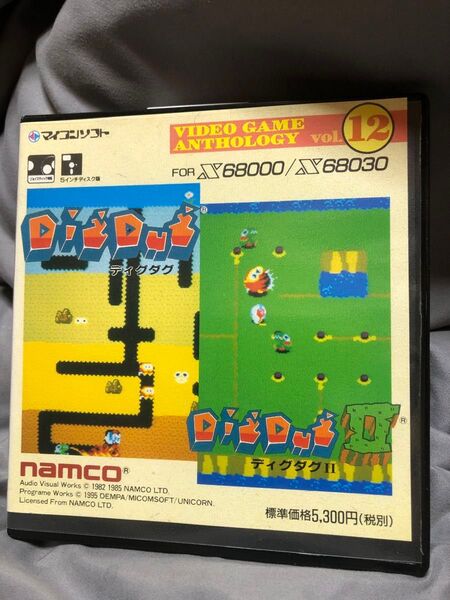 マイコンソフト
VIDEO GAME
ANTHOLOGY vol. 12
FOR X68000/X68030
ジョイスティック対応
5インチディスク版
DIG DUG®
ディグダグ
DIG DUG II®
ディグダグII
namco®
Audio Visual Works © 1982 1985 NAMCO LTD.
Programe Works © 1995 DEMPA/MICOMSOFT/UNICORN.
Licensed From NAMCO LTD.
標準価格5,300円(税別)